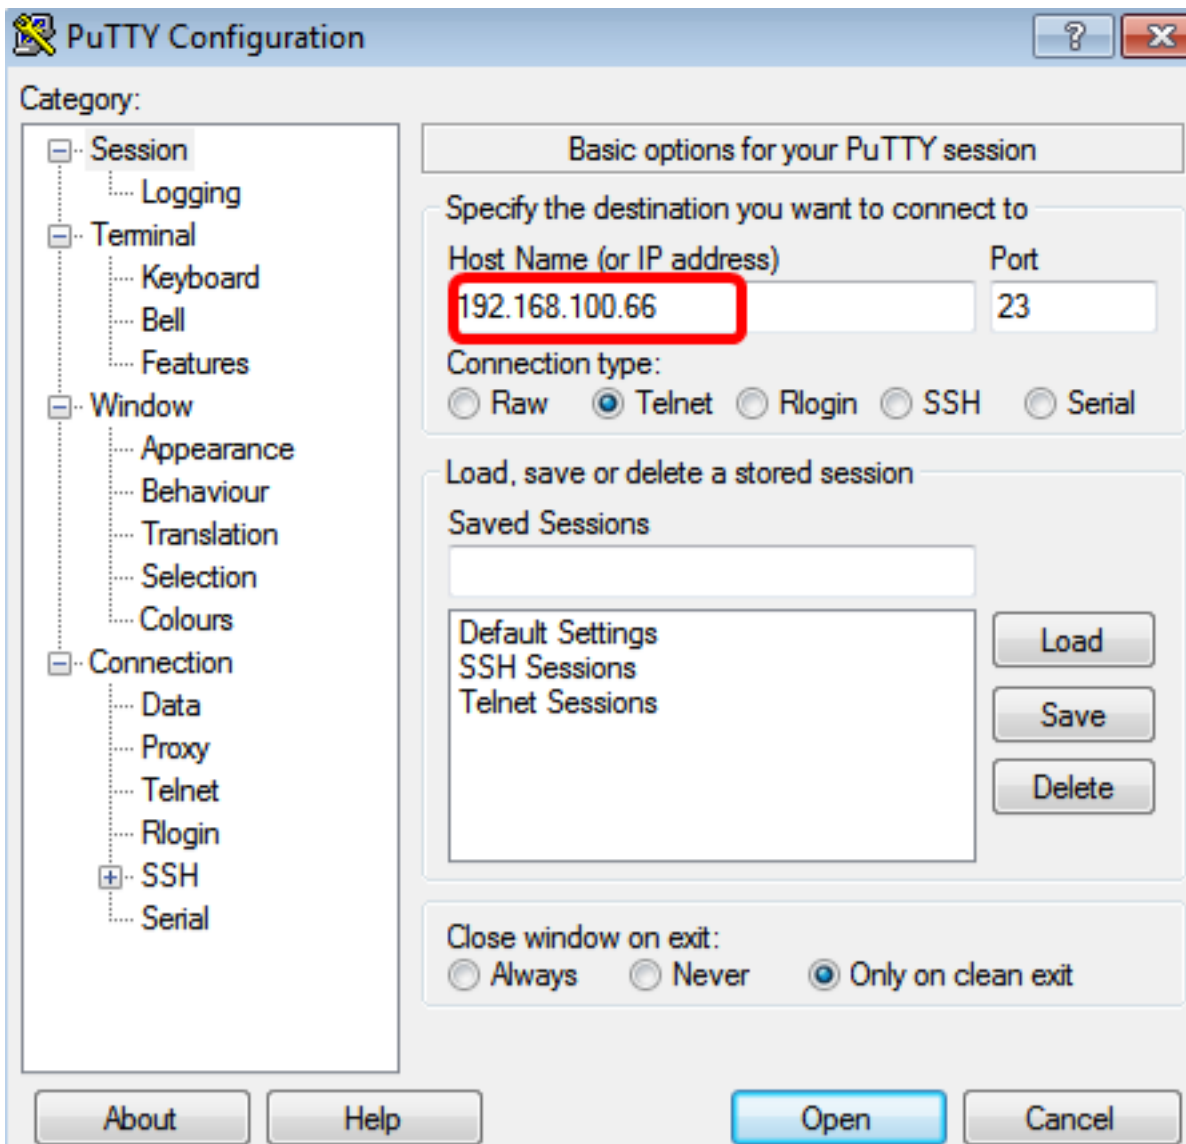 PuTTY Configuration
Category:
Session
Logging
Terminal
Keyboard
Bell
Features
Window
Appearance
Behaviour
Translation
Selection
Colours
Connection
Data
Proxy
Telnet
Rlogin
SSH
Serial
Basic options for your PuTTY session
Specify the destination you want to connect to
Host Name (or IP address) Port
192.168.100.66 23
Connection type:
Raw Telnet Rlogin SSH Serial
Load, save or delete a stored session
Saved Sessions
Default Settings
SSH Sessions
Telnet Sessions
Load
Save
Delete
Close window on exit:
Always Never Only on clean exit
About Help Open Cancel